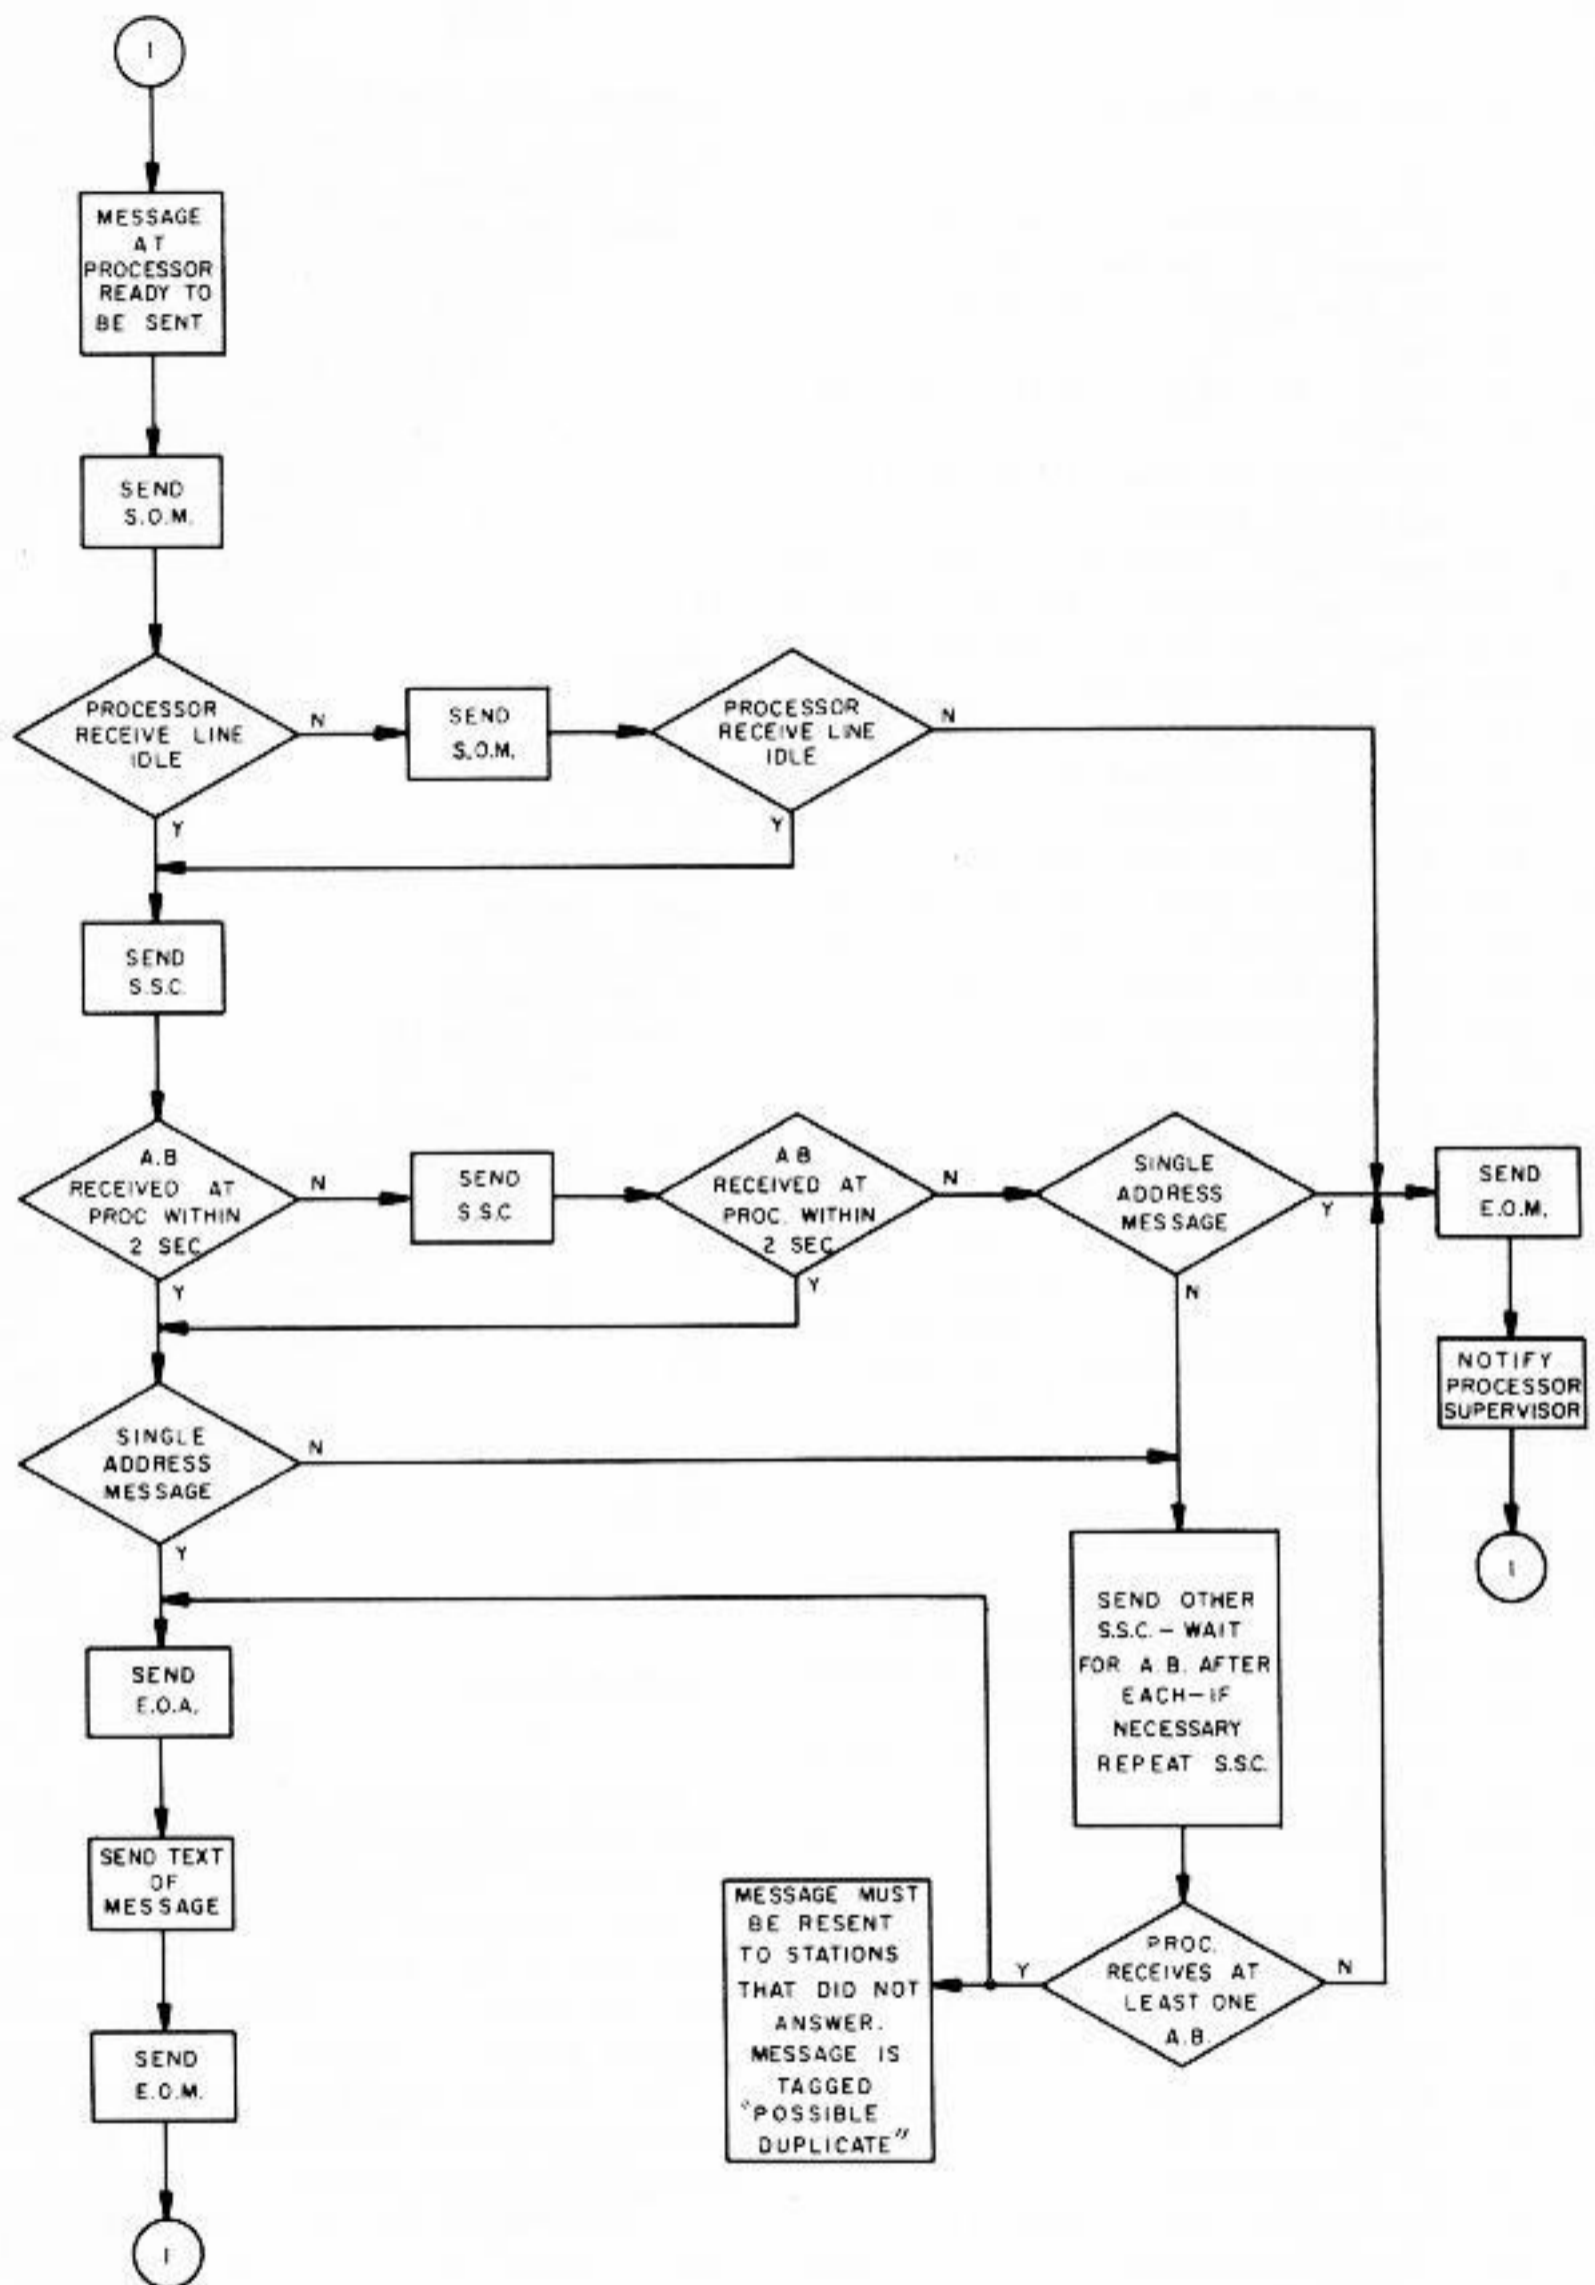 1
MESSAGE
AT
PROCESSOR
READY TO
BE SENT
SEND
S.O.M.
PROCESSOR
RECEIVE LINE
IDLE
N
Y
SEND
S.O.M.
PROCESSOR
RECEIVE LINE
IDLE
N
Y
SEND
S.S.C.
A.B
RECEIVED AT
PROC WITHIN
2 SEC
N
Y
SEND
S.S.C
A B
RECEIVED AT
PROC. WITHIN
2 SEC
N
Y
SINGLE
ADDRESS
MESSAGE
Y
N
SEND
E.O.M.
NOTIFY
PROCESSOR
SUPERVISOR
1
SINGLE
ADDRESS
MESSAGE
N
Y
SEND OTHER
S.S.C. – WAIT
FOR A.B. AFTER
EACH–IF
NECESSARY
REPEAT S.S.C.
SEND
E.O.A.
SEND TEXT
OF
MESSAGE
MESSAGE MUST
BE RESENT
TO STATIONS
THAT DID NOT
ANSWER.
MESSAGE IS
TAGGED
"POSSIBLE
DUPLICATE"
Y
PROC.
RECEIVES AT
LEAST ONE
A.B.
N
SEND
E.O.M.
1